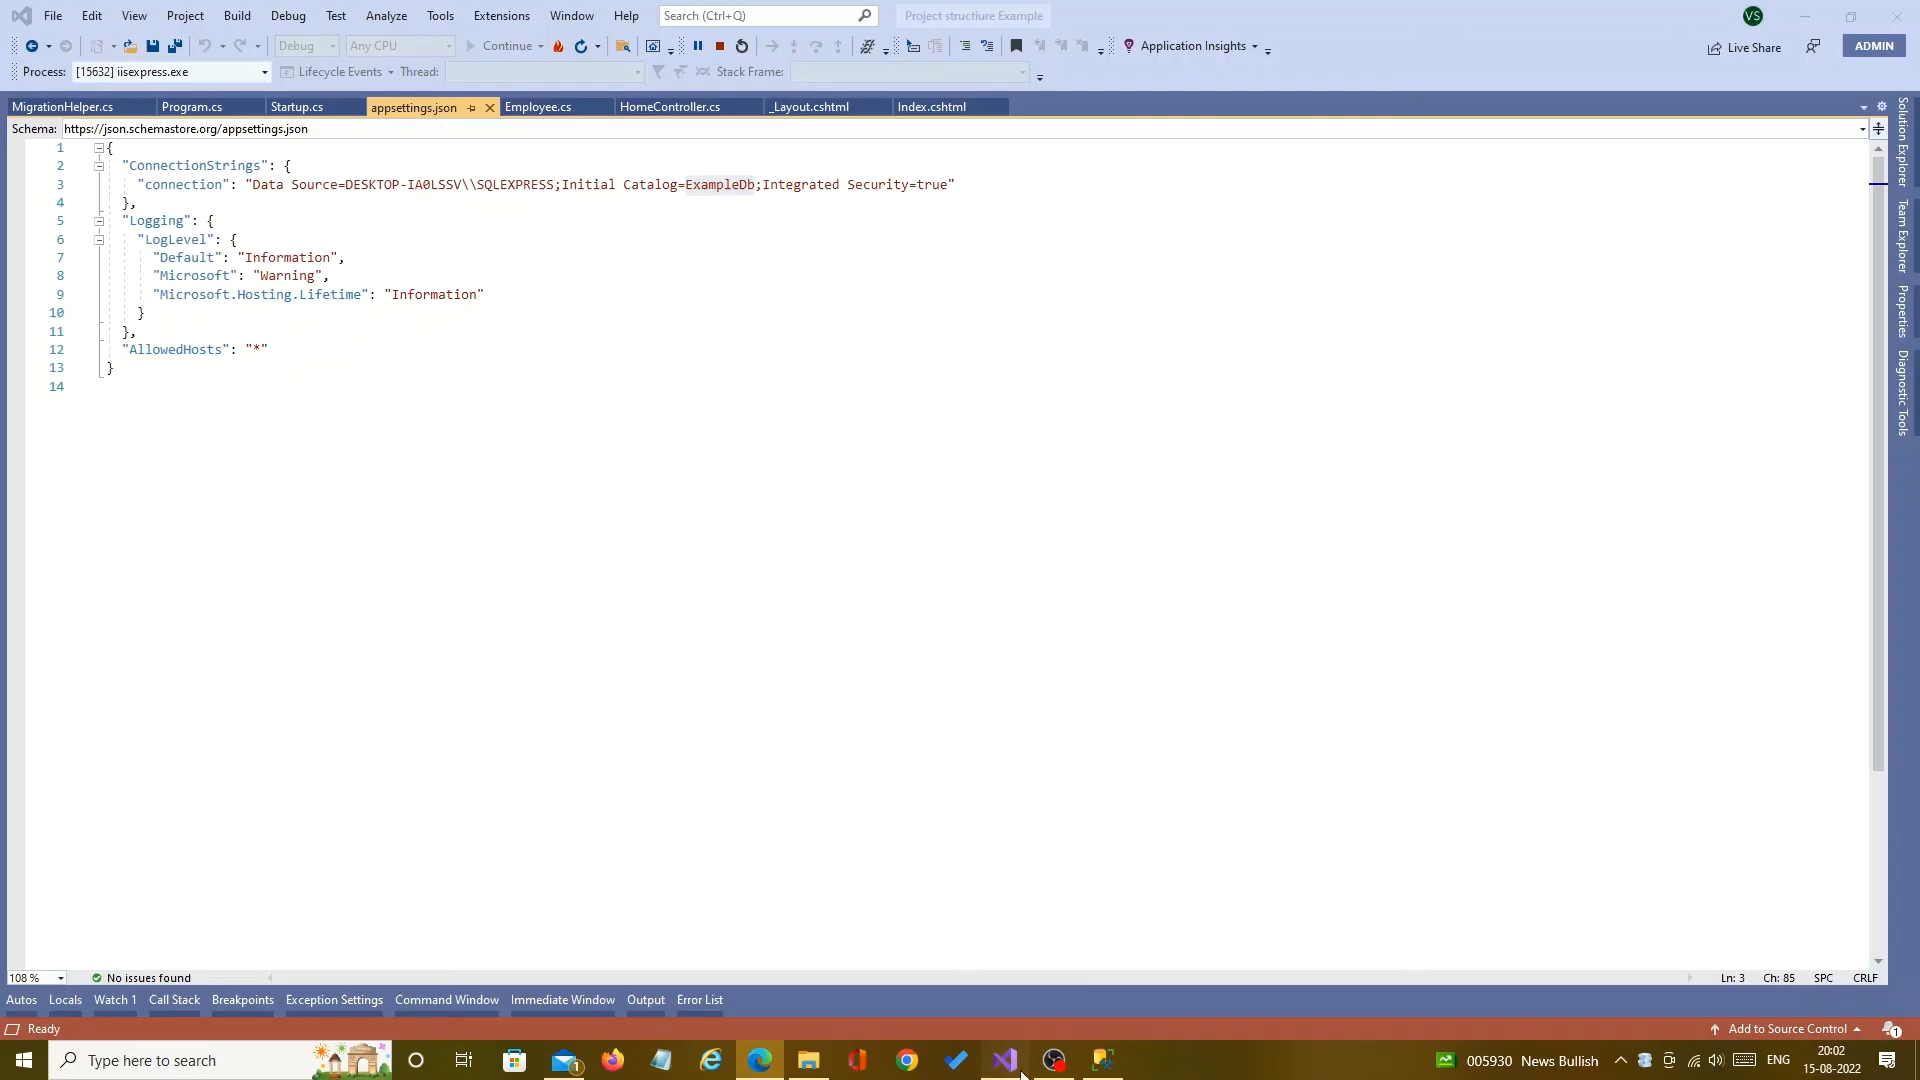 File Edit View Project Build Debug Test Analyze Tools Extensions Window Help Search (Ctrl+Q) Project structiure Example VS
Debug Any CPU Continue Application Insights Live Share ADMIN
Process: [15632] iisexpress.exe Lifecycle Events Thread: Stack Frame:
MigrationHelper.cs Program.cs Startup.cs appsettings.json Employee.cs HomeController.cs _Layout.cshtml Index.cshtml
Schema: https://json.schemastore.org/appsettings.json
1 {
2 "ConnectionStrings": {
3 "connection": "Data Source=DESKTOP-IA0LSSV\\SQLEXPRESS;Initial Catalog=ExampleDb;Integrated Security=true"
4 },
5 "Logging": {
6 "LogLevel": {
7 "Default": "Information",
8 "Microsoft": "Warning",
9 "Microsoft.Hosting.Lifetime": "Information"
10 }
11 },
12 "AllowedHosts": "*"
13 }
14
Solution Explorer
Team Explorer
Properties
Diagnostic Tools
108 % No issues found Ln: 3 Ch: 85 SPC CRLF
Autos Locals Watch 1 Call Stack Breakpoints Exception Settings Command Window Immediate Window Output Error List
Ready Add to Source Control 1
Type here to search 1 005930 News Bullish ENG 20:02
15-08-2022